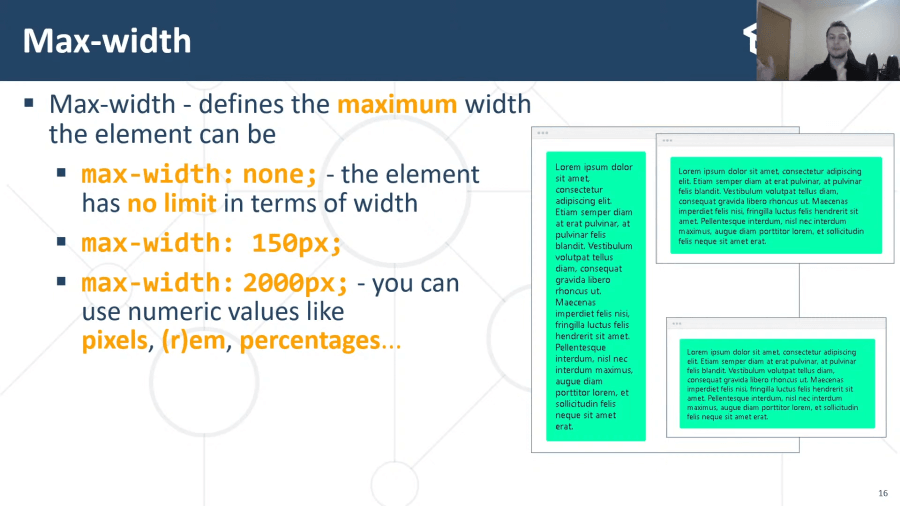 Max-width
▪ Max-width - defines the maximum width
the element can be
▪ max-width: none; - the element
has no limit in terms of width
▪ max-width: 150px;
▪ max-width: 2000px; - you can
use numeric values like
pixels, (r)em, percentages...
Lorem ipsum dolor
sit amet,
consectetur
adipiscing elit.
Etiam semper diam
at erat pulvinar, at
pulvinar felis
blandit. Vestibulum
volutpat tellus
diam, consequat
gravida libero
rhoncus ut.
Maecenas
imperdiet felis nisi,
fringilla luctus felis
hendrerit sit amet.
Pellentesque
interdum, nisl nec
interdum maximus,
augue diam
porttitor lorem, et
sollicitudin felis
neque sit amet
erat.
Lorem ipsum dolor sit amet, consectetur adipiscing
elit. Etiam semper diam at erat pulvinar, at pulvinar
felis blandit. Vestibulum volutpat tellus diam,
consequat gravida libero rhoncus ut. Maecenas
imperdiet felis nisi, fringilla luctus felis hendrerit sit
amet. Pellentesque interdum, nisl nec interdum
maximus, augue diam porttitor lorem, et sollicitudin
felis neque sit amet erat.
Lorem ipsum dolor sit amet, consectetur adipiscing
elit. Etiam semper diam at erat pulvinar, at pulvinar
felis blandit. Vestibulum volutpat tellus diam,
consequat gravida libero rhoncus ut. Maecenas
imperdiet felis nisi, fringilla luctus felis hendrerit sit
amet. Pellentesque interdum, nisl nec interdum
maximus, augue diam porttitor lorem, et sollicitudin
felis neque sit amet erat.
16